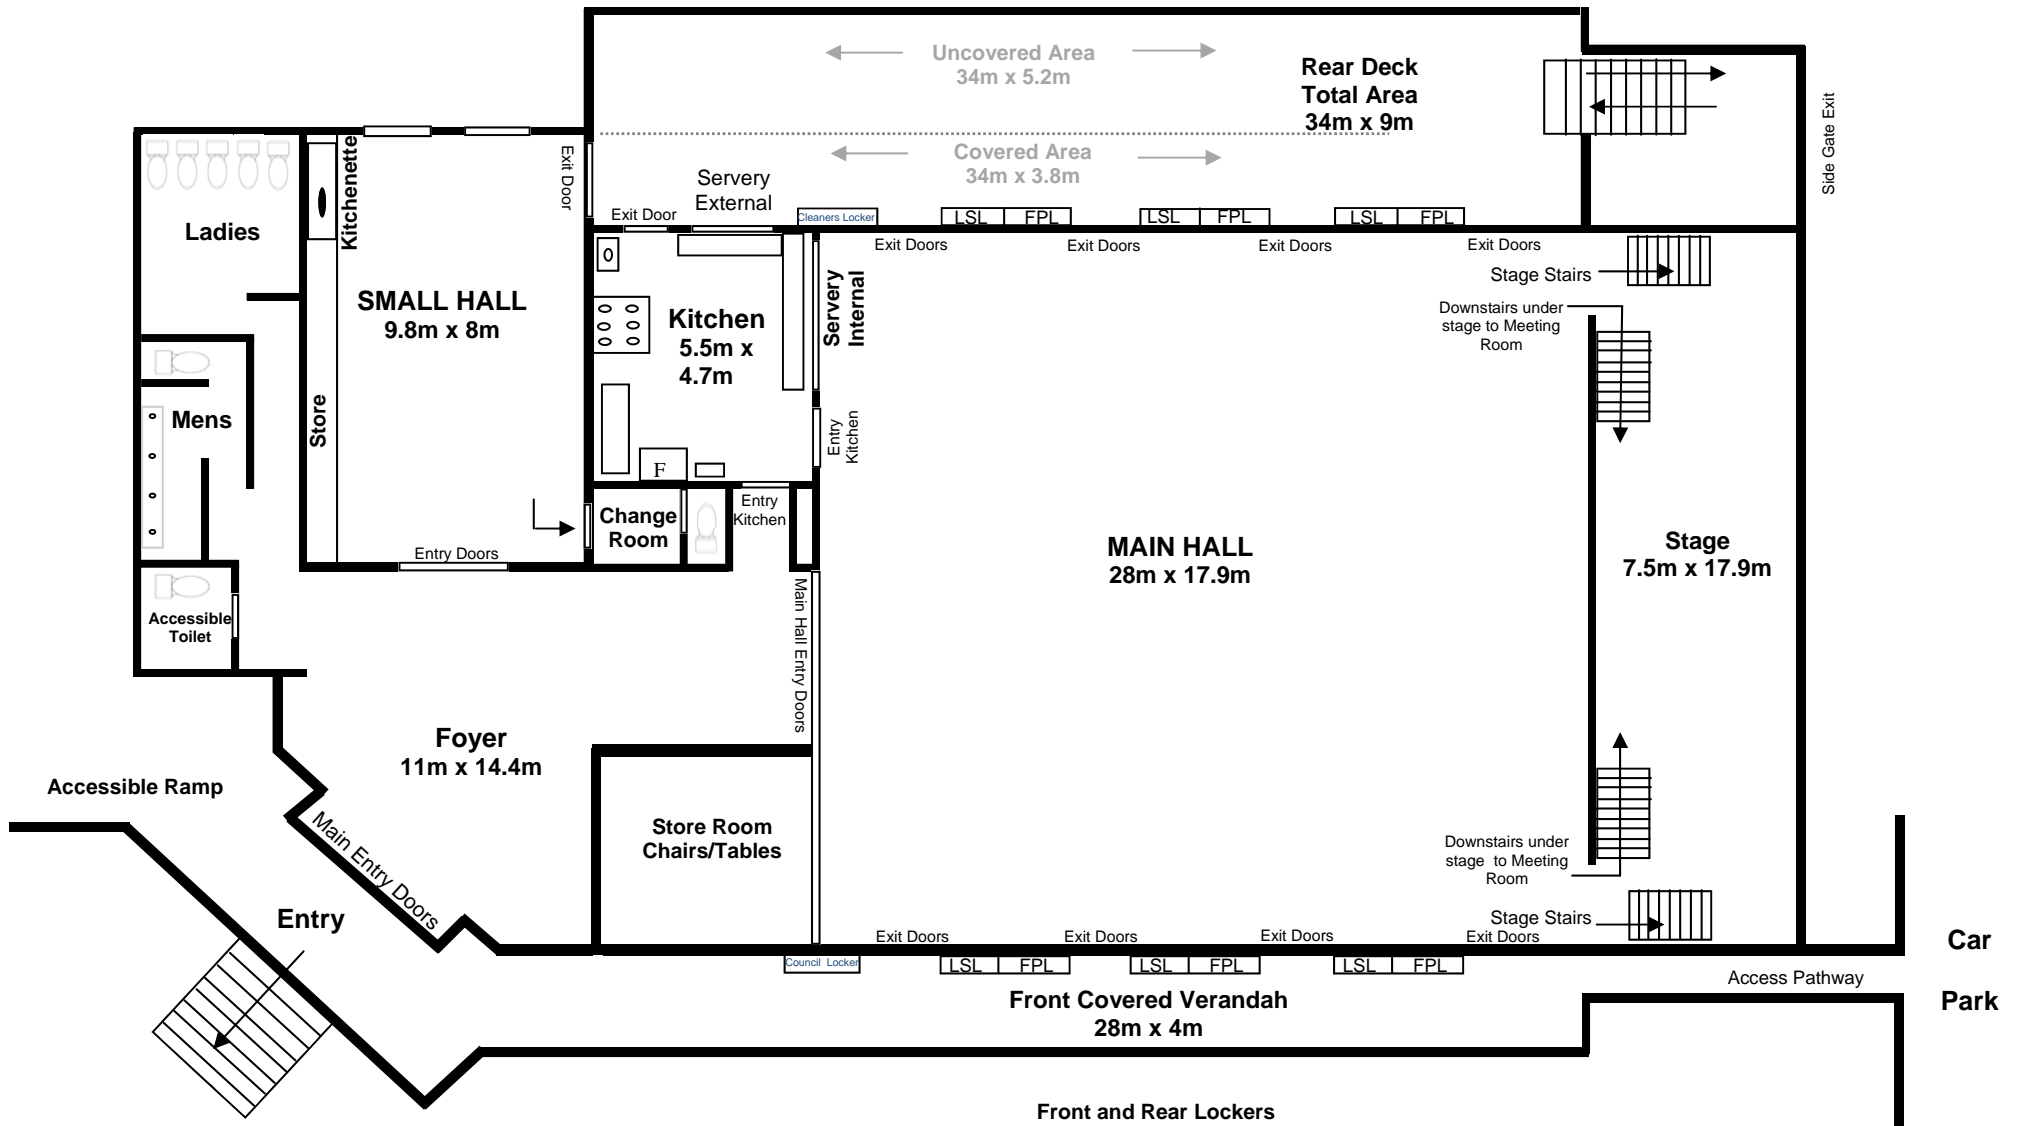 Uncovered Area
34m x 5.2m
Rear Deck
Total Area
34m x 9m
Side Gate Exit
Covered Area
34m x 3.8m
Kitchenette
Exit Door
Servery
External
Exit Door
Cleaners Locker
LSL FPL
LSL FPL
LSL FPL
Ladies
Exit Doors
Exit Doors
Exit Doors
Exit Doors
Stage Stairs
SMALL HALL
9.8m x 8m
Kitchen
5.5m x
4.7m
Servery
Internal
Downstairs under
stage to Meeting
Room
Mens
Store
Entry
Kitchen
F
Change
Room
Entry
Kitchen
Entry Doors
MAIN HALL
28m x 17.9m
Stage
7.5m x 17.9m
Accessible
Toilet
Main Hall Entry Doors
Foyer
11m x 14.4m
Accessible Ramp
Main Entry Doors
Store Room
Chairs/Tables
Downstairs under
stage to Meeting
Room
Entry
Stage Stairs
Exit Doors
Exit Doors
Exit Doors
Exit Doors
Council Locker
LSL FPL
LSL FPL
LSL FPL
Car
Park
Access Pathway
Front Covered Verandah
28m x 4m
Front and Rear Lockers